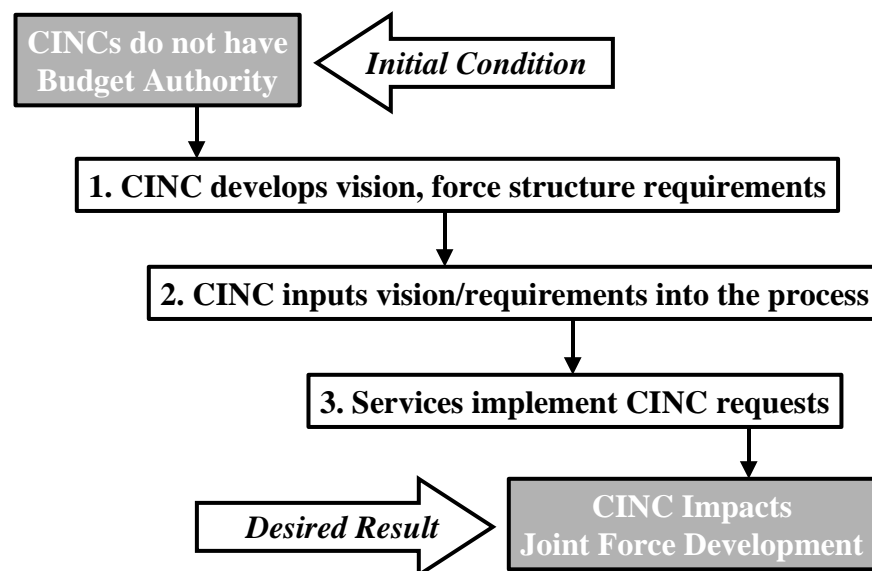 CINCs do not have
Budget Authority
Initial Condition
1. CINC develops vision, force structure requirements
2. CINC inputs vision/requirements into the process
3. Services implement CINC requests
Desired Result
CINC Impacts
Joint Force Development